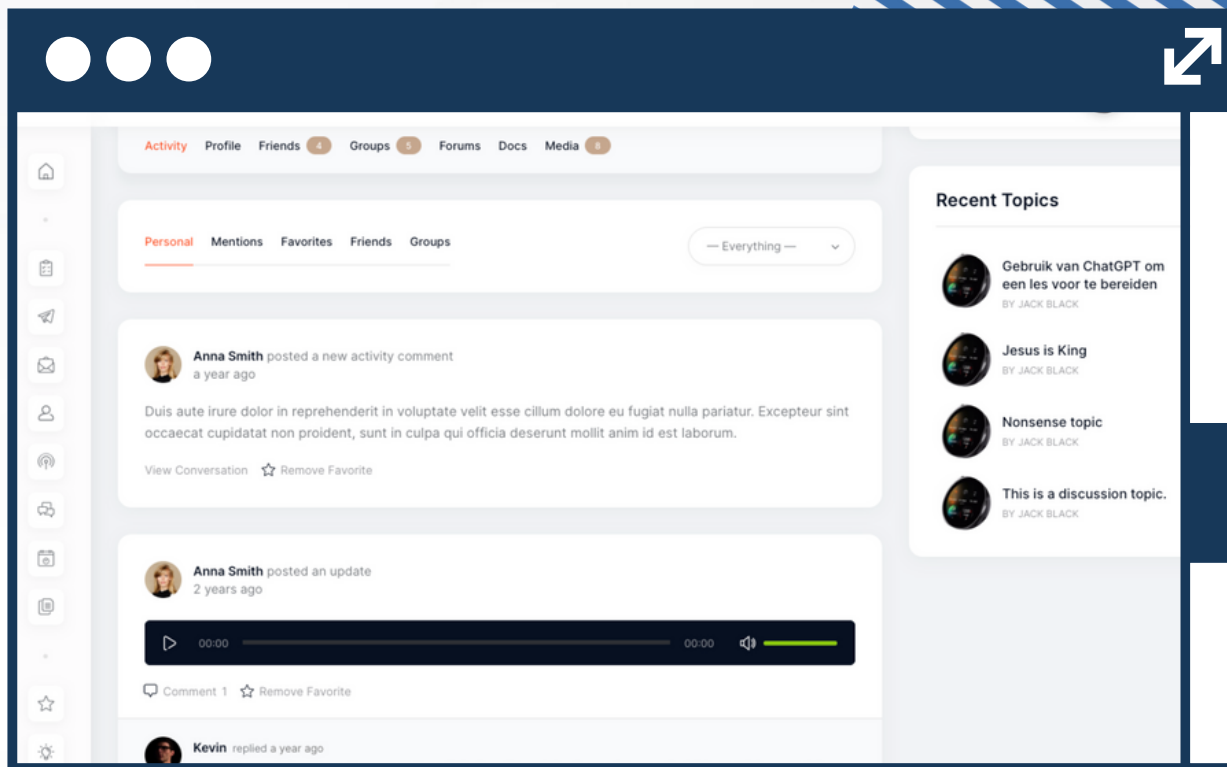 Activity Profile Friends 4 Groups 5 Forums Docs Media 8
Personal Mentions Favorites Friends Groups
— Everything —
Anna Smith posted a new activity comment
a year ago
Duis aute irure dolor in reprehenderit in voluptate velit esse cillum dolore eu fugiat nulla pariatur. Excepteur sint
occaecat cupidatat non proident, sunt in culpa qui officia deserunt mollit anim id est laborum.
View Conversation Remove Favorite
Anna Smith posted an update
2 years ago
00:00 00:00
Comment 1 Remove Favorite
Kevin replied a year ago
Recent Topics
Gebruik van ChatGPT om
een les voor te bereiden
BY JACK BLACK
Jesus is King
BY JACK BLACK
Nonsense topic
BY JACK BLACK
This is a discussion topic.
BY JACK BLACK